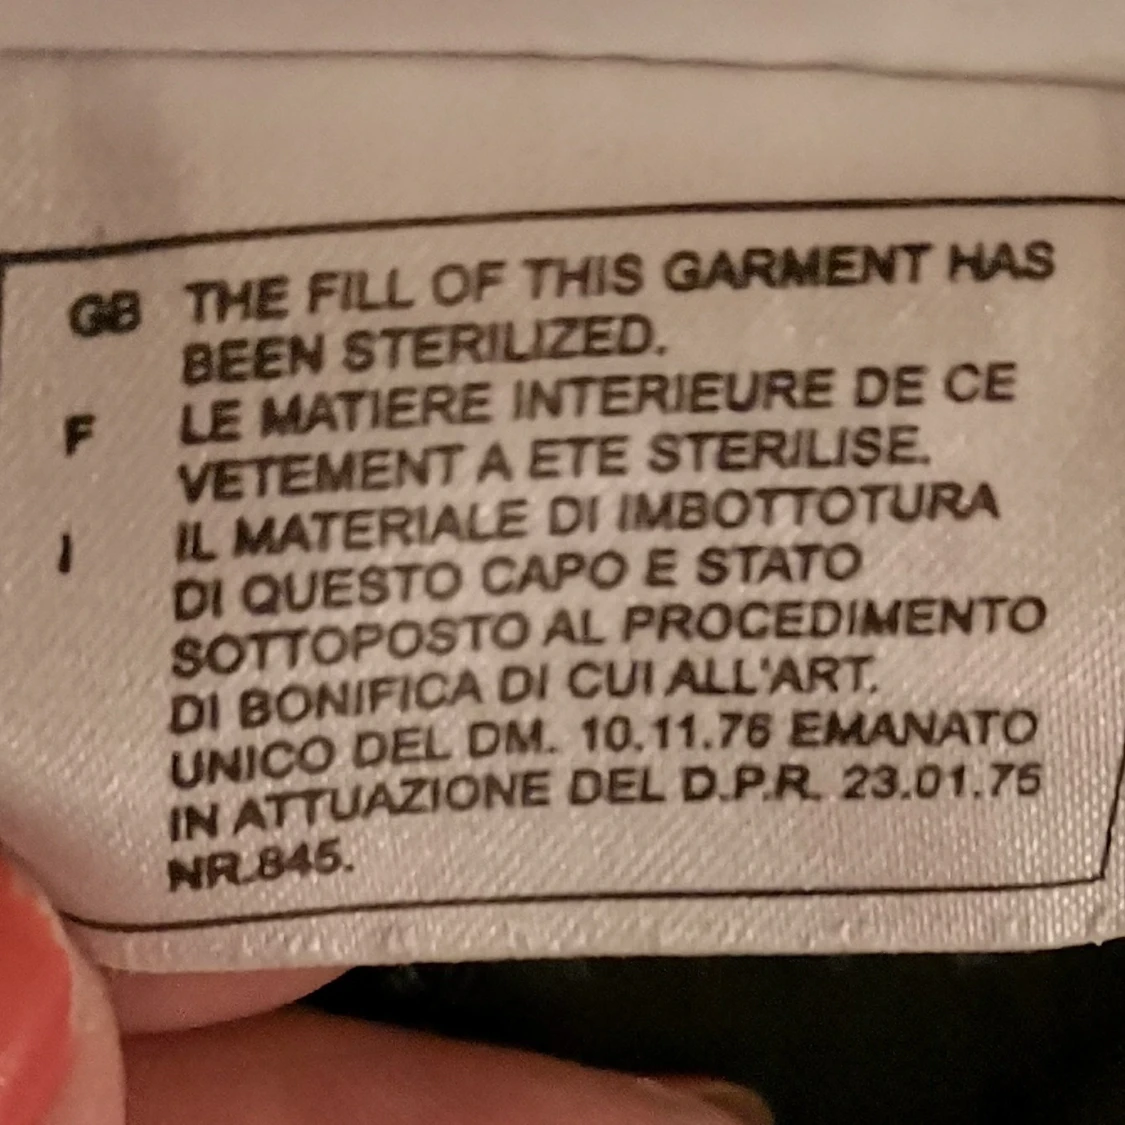 GB THE FILL OF THIS GARMENT HAS
BEEN STERILIZED.
F LE MATIERE INTERIEURE DE CE
VETEMENT A ETE STERILISE.
I IL MATERIALE DI IMBOTTOTURA
DI QUESTO CAPO E STATO
SOTTOPOSTO AL PROCEDIMENTO
DI BONIFICA DI CUI ALL'ART.
UNICO DEL DM. 10.11.76 EMANATO
IN ATTUAZIONE DEL D.P.R. 23.01.75
NR.845.